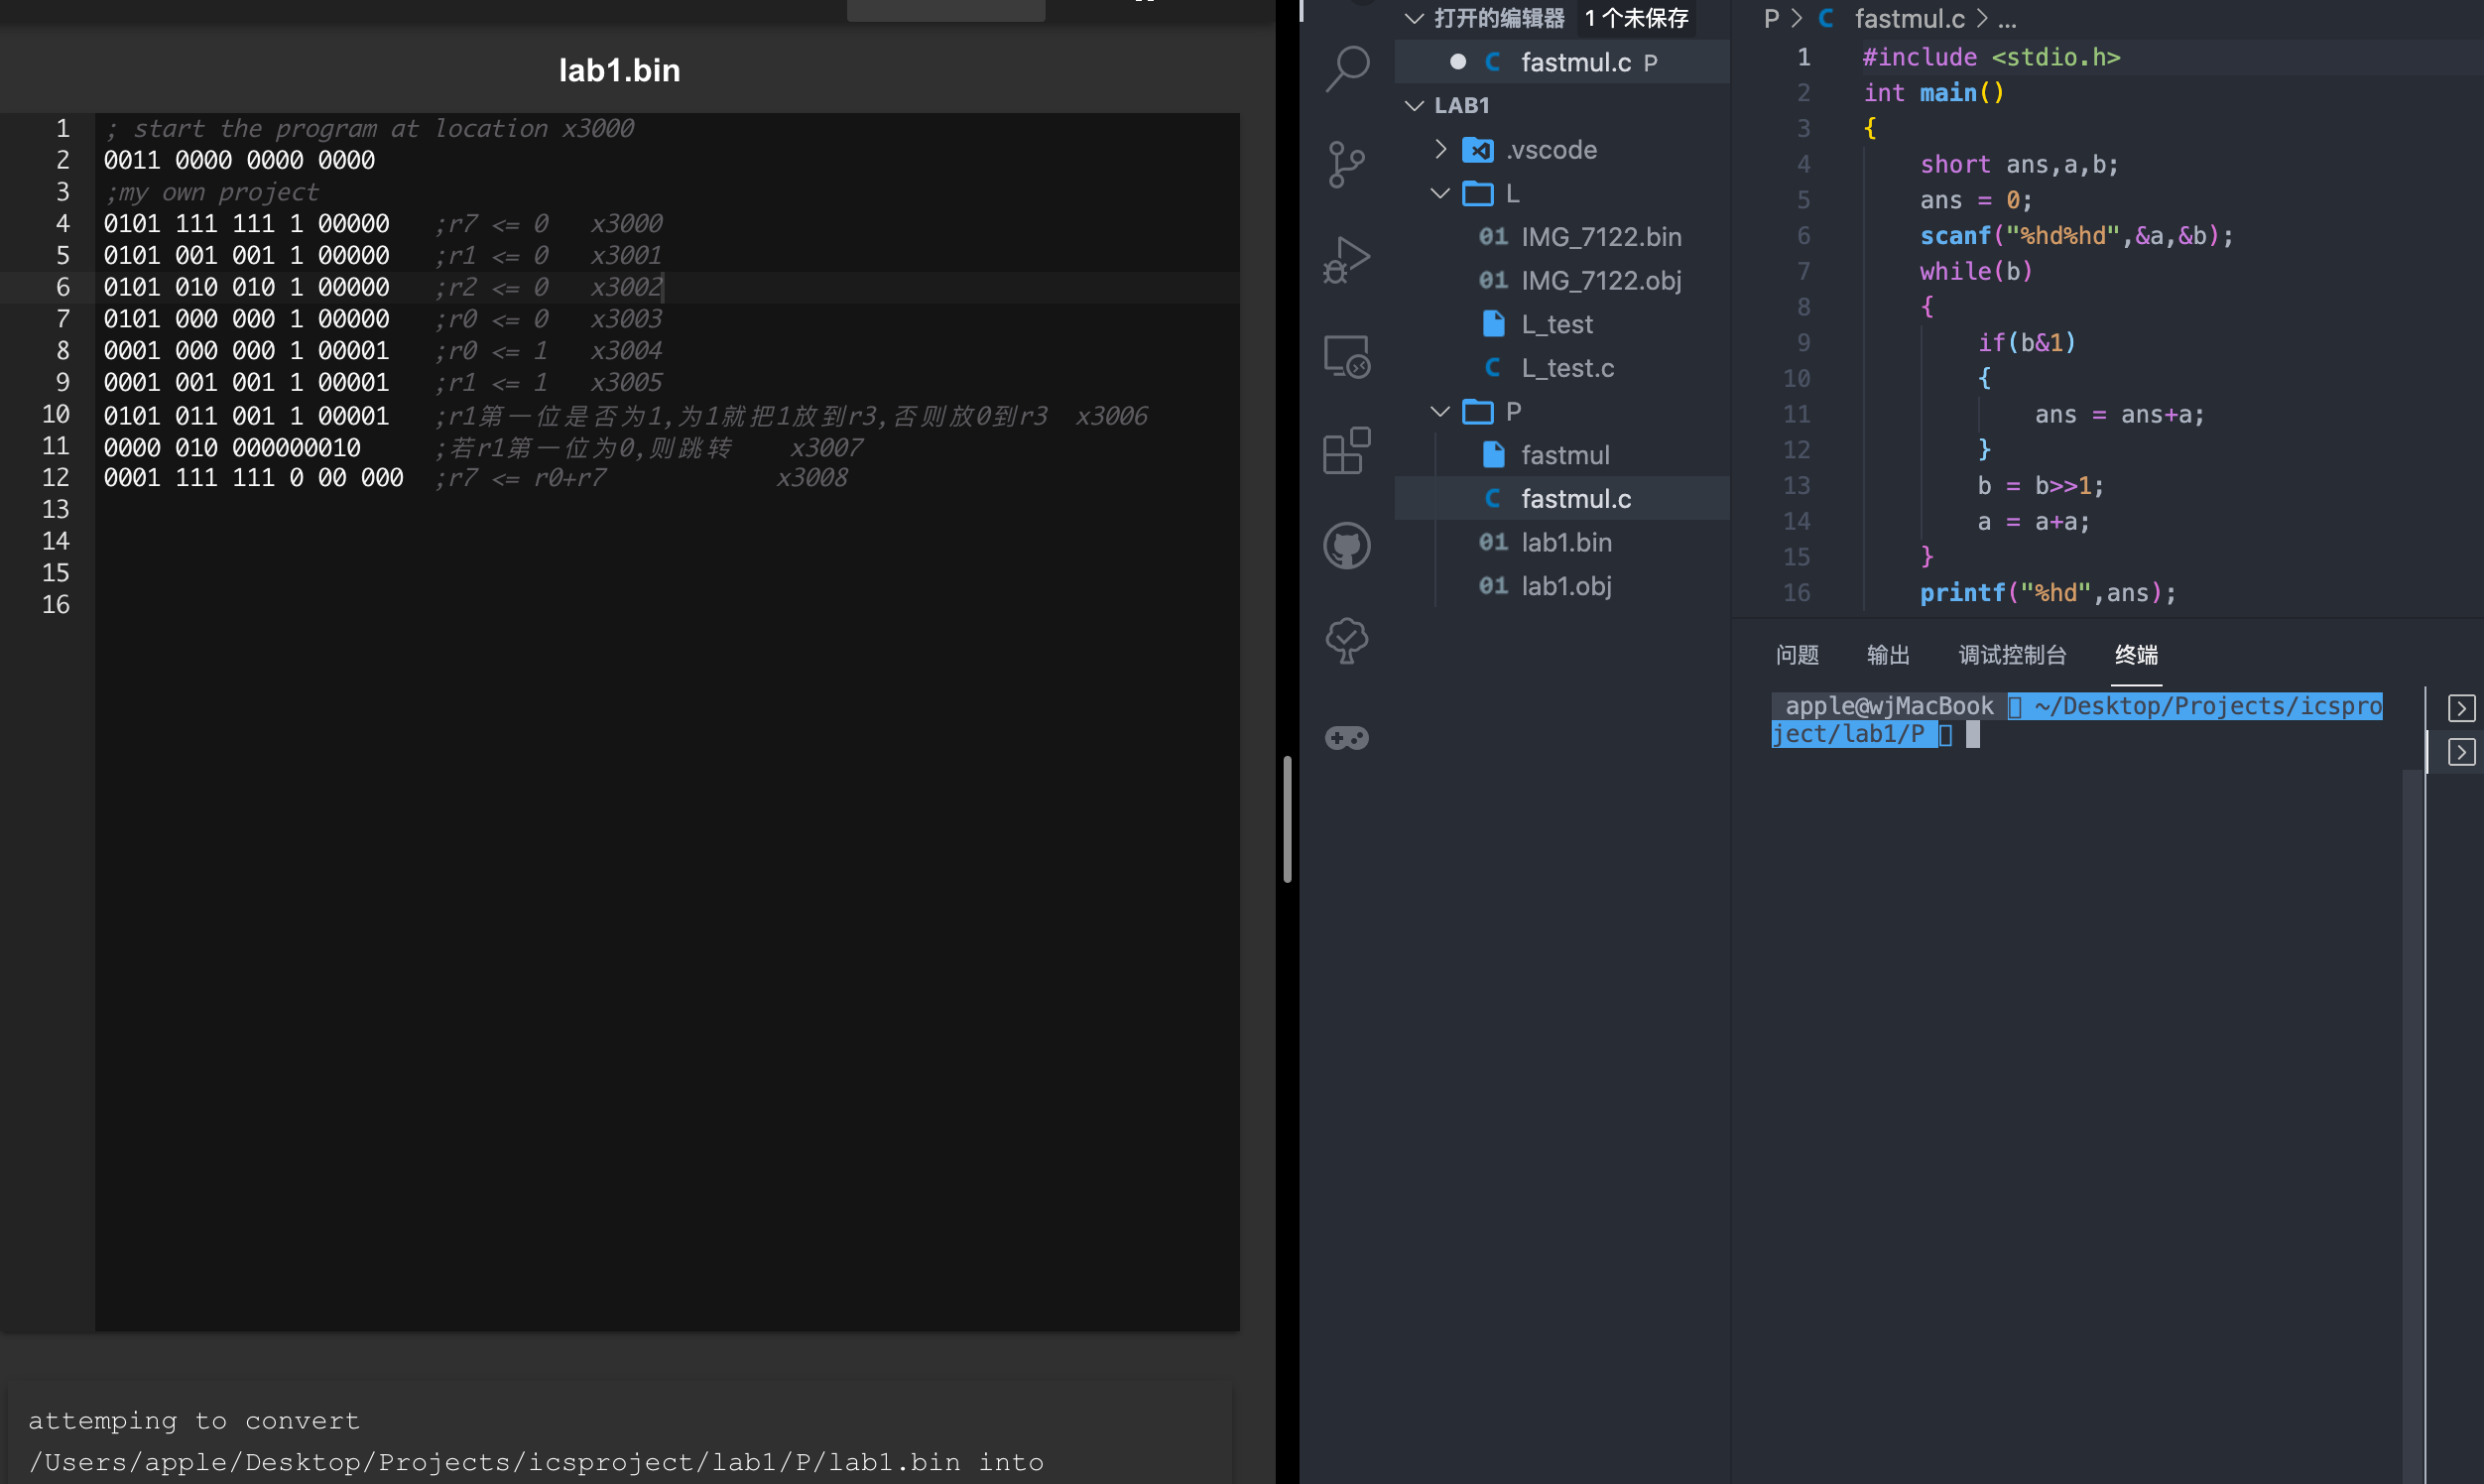 lab1.bin
1 ; start the program at location x3000
2 0011 0000 0000 0000
3 ;my own project
4 0101 111 111 1 00000 ;r7 <= 0 x3000
5 0101 001 001 1 00000 ;r1 <= 0 x3001
6 0101 010 010 1 00000 ;r2 <= 0 x3002
7 0101 000 000 1 00000 ;r0 <= 0 x3003
8 0001 000 000 1 00001 ;r0 <= 1 x3004
9 0001 001 001 1 00001 ;r1 <= 1 x3005
10 0101 011 001 1 00001 ;r1第一位是否为1,为1就把1放到r3,否则放0到r3 x3006
11 0000 010 000000010 ;若r1第一位为0,则跳转 x3007
12 0001 111 111 0 00 000 ;r7 <= r0+r7 x3008
13
14
15
16
attemping to convert
/Users/apple/Desktop/Projects/icsproject/lab1/P/lab1.bin into
打开的编辑器 1 个未保存
fastmul.c P
LAB1
.vscode
L
01 IMG_7122.bin
01 IMG_7122.obj
L_test
C L_test.c
P
fastmul
C fastmul.c
01 lab1.bin
01 lab1.obj
P > C fastmul.c > ...
1 #include <stdio.h>
2 int main()
3 {
4 short ans,a,b;
5 ans = 0;
6 scanf("%hd%hd",&a,&b);
7 while(b)
8 {
9 if(b&1)
10 {
11 ans = ans+a;
12 }
13 b = b>>1;
14 a = a+a;
15 }
16 printf("%hd",ans);
问题 输出 调试控制台 终端
apple@wjMacBook ~/Desktop/Projects/icspro
ject/lab1/P